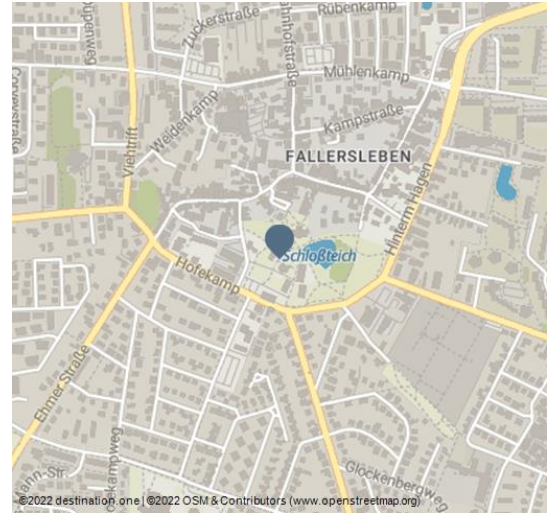 Zuckerstraße
Rübenkamp
Mühlenkamp
Kampstraße
Weidenkamp
Viehtrift
FALLERSLEBEN
Hinterm Hagen
Schloßteich
Hofekamp
Ehmer Straße
Glockenbergweg
©2022 destination.one | ©2022 OSM & Contributors (www.openstreetmap.org)